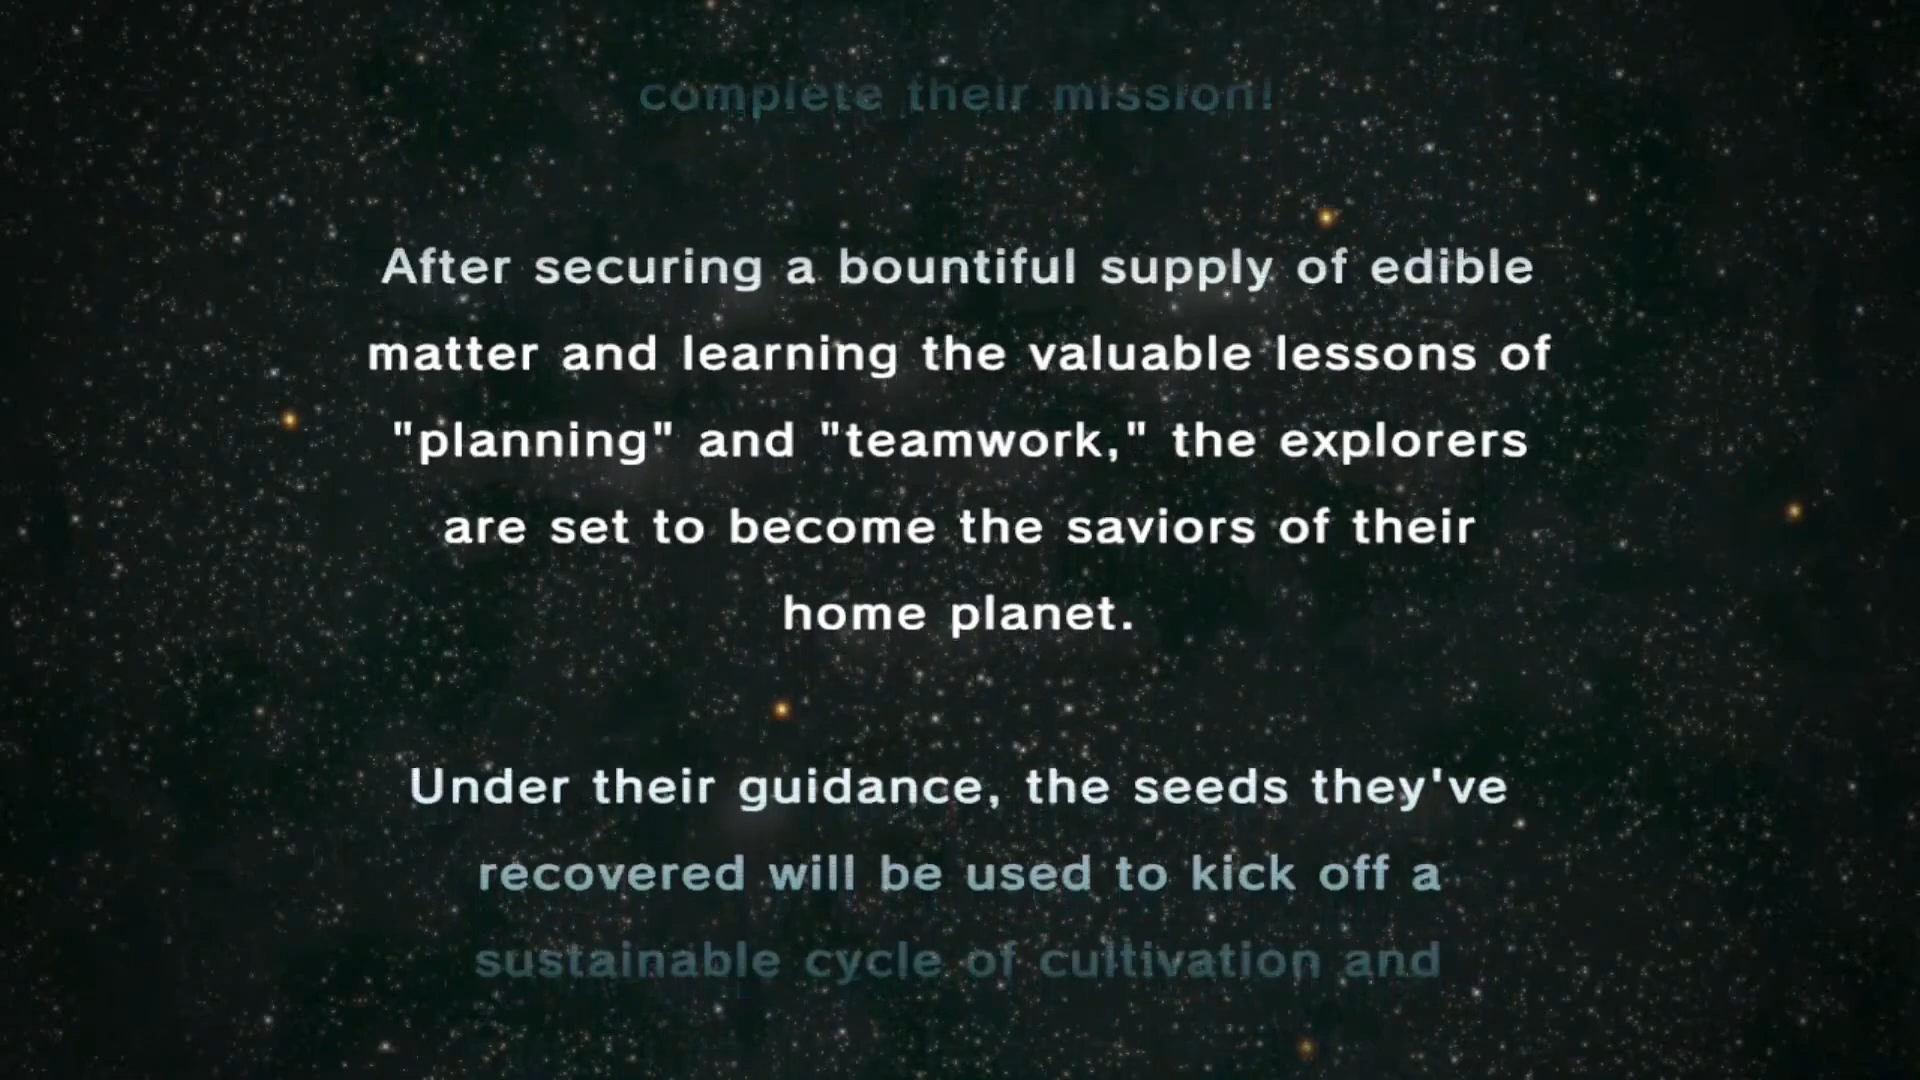 complete their mission!
After securing a bountiful supply of edible
matter and learning the valuable lessons of
"planning" and "teamwork," the explorers
are set to become the saviors of their
home planet.
Under their guidance, the seeds they've
recovered will be used to kick off a
sustainable cycle of cultivation and